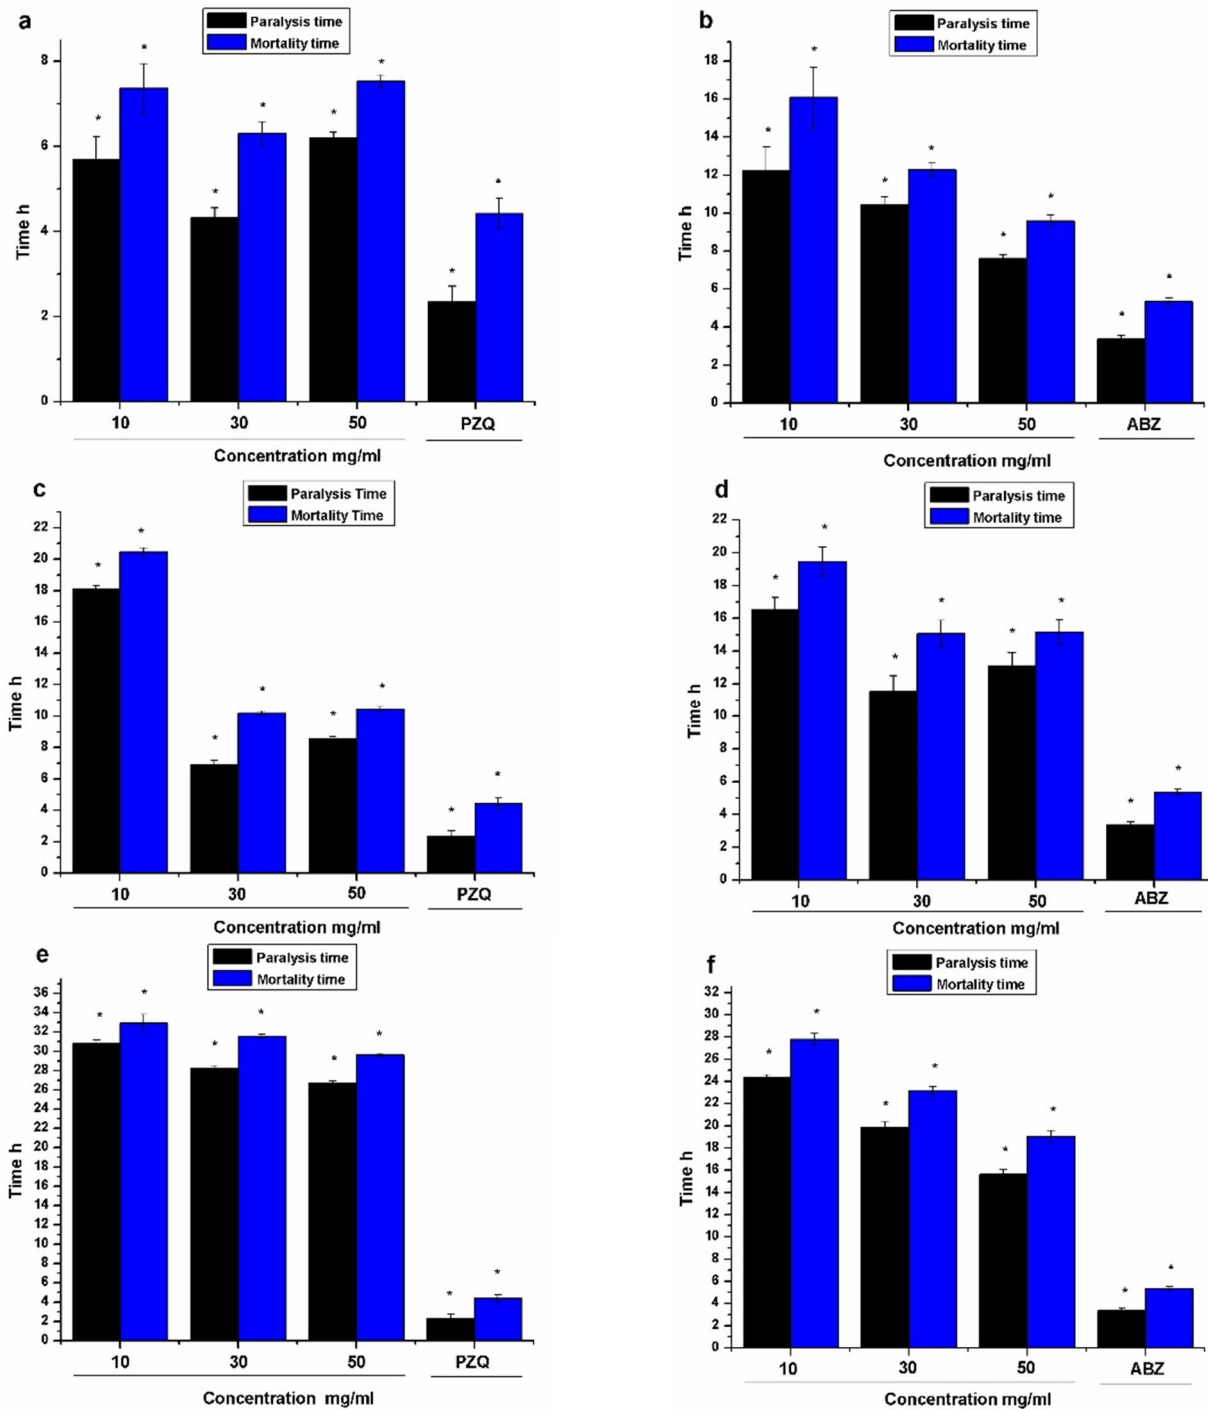 a
Paralysis time
Mortality time
Time h
8
6
4
2
0
* * * * * * * *
10 30 50 PZQ
Concentration mg/ml
b
Paralysis time
Mortality time
Time h
18
16
14
12
10
8
6
4
2
0
* * * * * * * *
10 30 50 ABZ
Concentration mg/ml
c
Paralysis Time
Mortality Time
Time h
22
20
18
16
14
12
10
8
6
4
2
0
* * * * * * * *
10 30 50 PZQ
Concentration mg/ml
d
Paralysis time
Mortality time
Time h
22
20
18
16
14
12
10
8
6
4
2
0
* * * * * * * *
10 30 50 ABZ
Concentration mg/ml
e
Paralysis time
Mortality time
Time h
36
34
32
30
28
26
24
22
20
18
16
14
12
10
8
6
4
2
0
* * * * * * * *
10 30 50 PZQ
Concentration mg/ml
f
Paralysis time
Mortality time
Time h
32
30
28
26
24
22
20
18
16
14
12
10
8
6
4
2
0
* * * * * * * *
10 30 50 ABZ
Concentration mg/ml